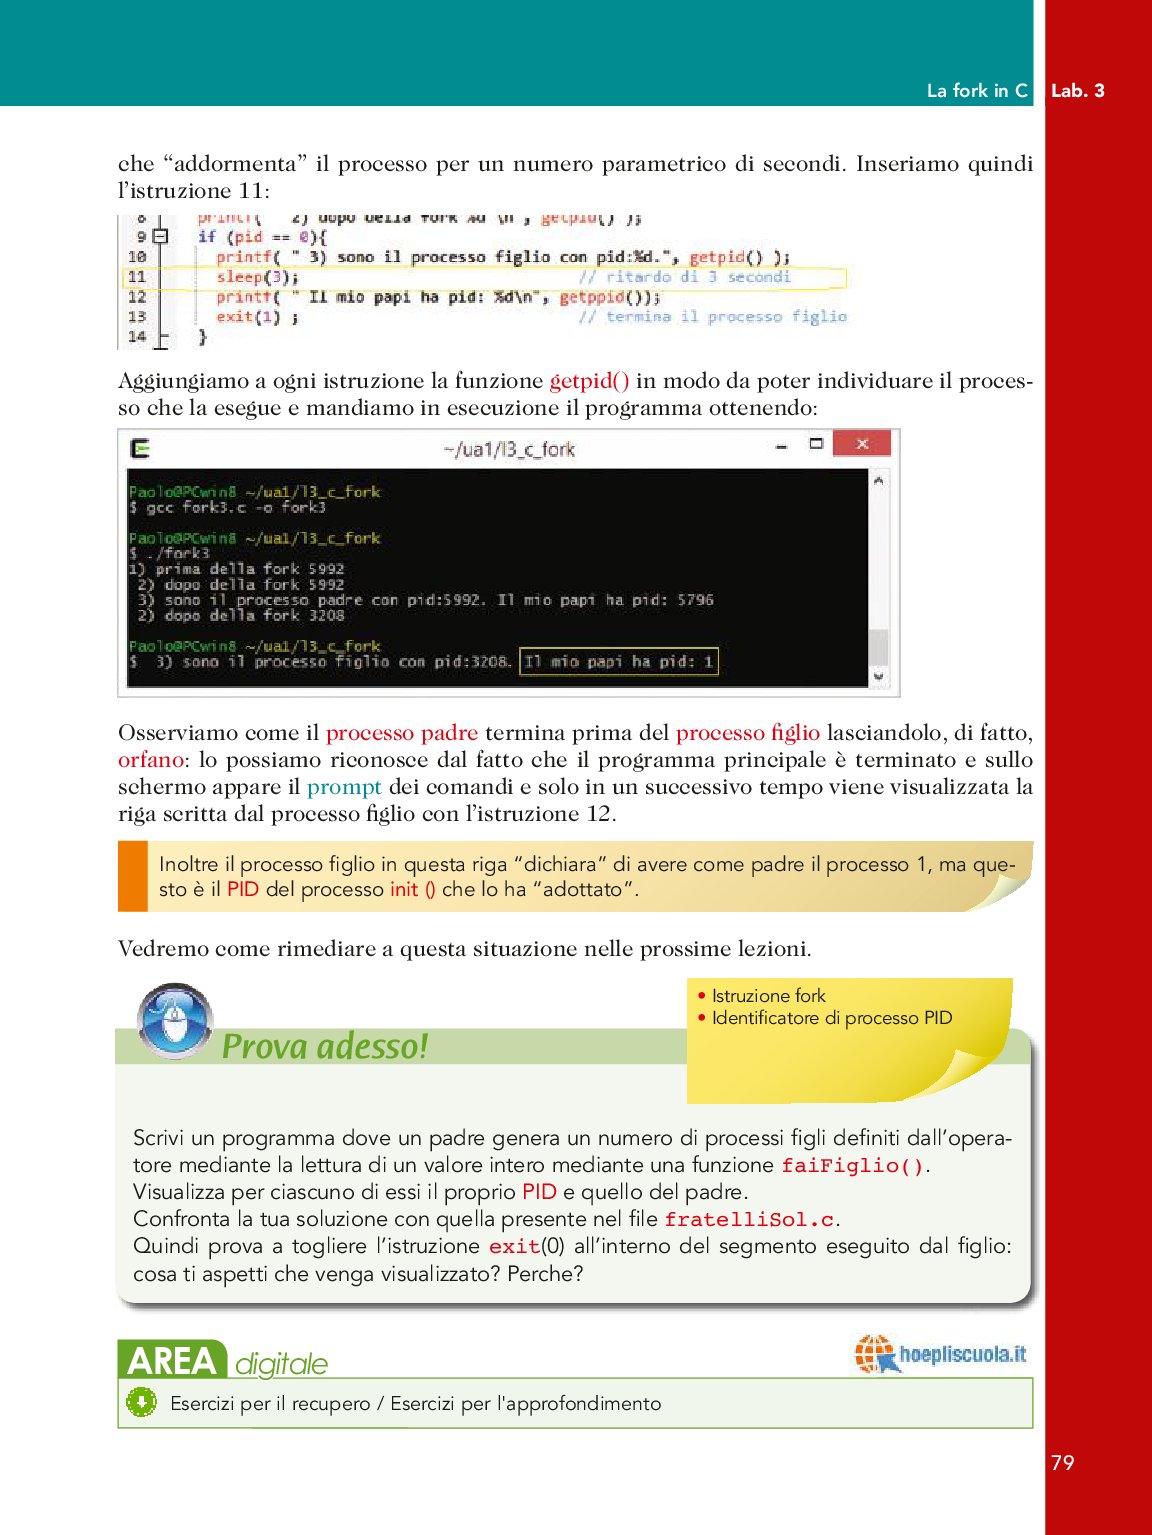 La fork in C Lab. 3
che “addormenta” il processo per un numero parametrico di secondi. Inseriamo quindi
l’istruzione 11:
8 printf( " 2) dopo della fork %d \n", getpid() );
9 if (pid == 0){
10 printf( " 3) sono il processo figlio con pid:%d.", getpid() );
11 sleep(3); // ritardo di 3 secondi
12 printf( " Il mio papi ha pid: %d\n", getppid());
13 exit(1) ; // termina il processo figlio
14 }
Aggiungiamo a ogni istruzione la funzione getpid() in modo da poter individuare il proces-
so che la esegue e mandiamo in esecuzione il programma ottenendo:
~/ua1/l3_c_fork
Paolo@PCwin8 ~/ua1/l3_c_fork
$ gcc fork3.c -o fork3
Paolo@PCwin8 ~/ua1/l3_c_fork
$ ./fork3
1) prima della fork 5992
2) dopo della fork 5992
3) sono il processo padre con pid:5992. Il mio papi ha pid: 5796
2) dopo della fork 3208
Paolo@PCwin8 ~/ua1/l3_c_fork
$ 3) sono il processo figlio con pid:3208. Il mio papi ha pid: 1
Osserviamo come il processo padre termina prima del processo figlio lasciandolo, di fatto,
orfano: lo possiamo riconosce dal fatto che il programma principale è terminato e sullo
schermo appare il prompt dei comandi e solo in un successivo tempo viene visualizzata la
riga scritta dal processo figlio con l’istruzione 12.
Inoltre il processo figlio in questa riga “dichiara” di avere come padre il processo 1, ma que-
sto è il PID del processo init () che lo ha “adottato”.
Vedremo come rimediare a questa situazione nelle prossime lezioni.
• Istruzione fork
• Identificatore di processo PID
Prova adesso!
Scrivi un programma dove un padre genera un numero di processi figli definiti dall’opera-
tore mediante la lettura di un valore intero mediante una funzione faiFiglio().
Visualizza per ciascuno di essi il proprio PID e quello del padre.
Confronta la tua soluzione con quella presente nel file fratelliSol.c.
Quindi prova a togliere l’istruzione exit(0) all’interno del segmento eseguito dal figlio:
cosa ti aspetti che venga visualizzato? Perche?
AREA digitale
hoepliscuola.it
Esercizi per il recupero / Esercizi per l'approfondimento
79